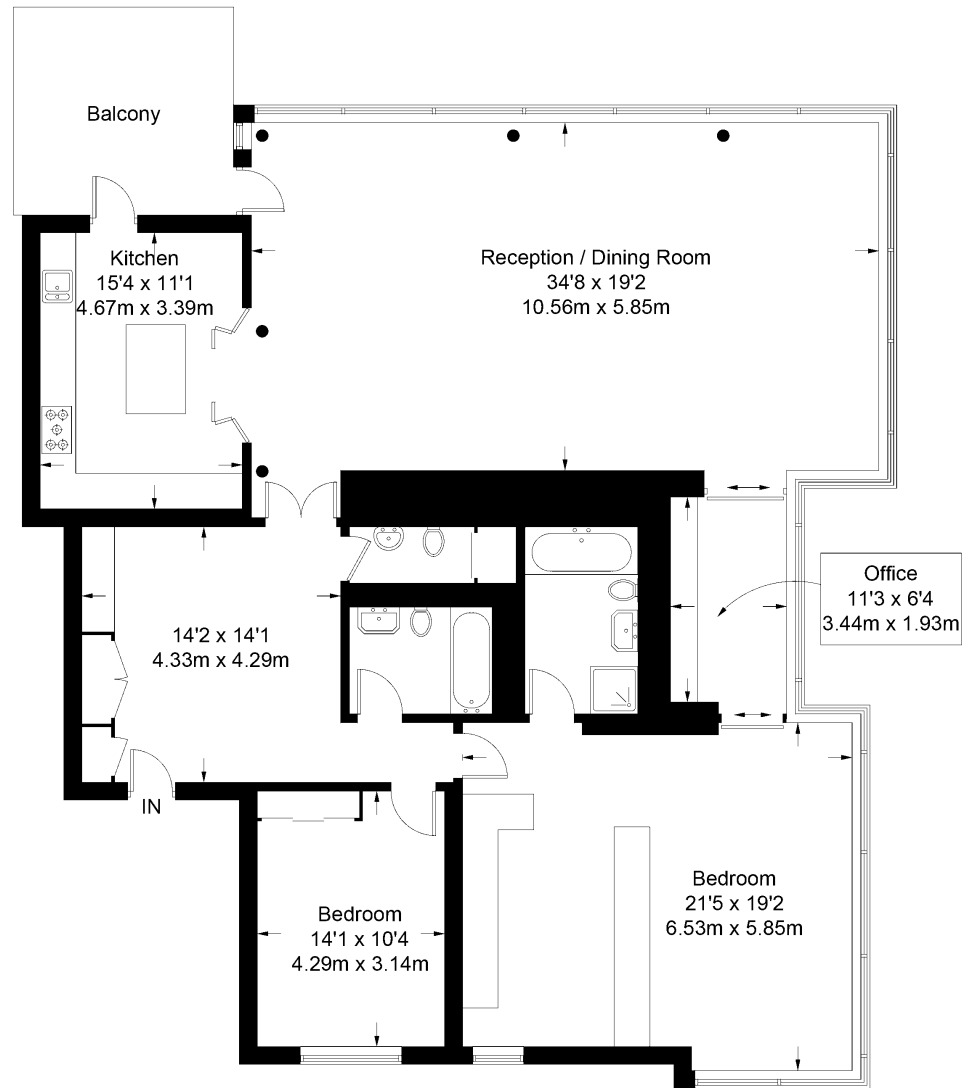 Balcony
Kitchen
15'4 x 11'1
4.67m x 3.39m
Reception / Dining Room
34'8 x 19'2
10.56m x 5.85m
Office
11'3 x 6'4
3.44m x 1.93m
14'2 x 14'1
4.33m x 4.29m
IN
Bedroom
14'1 x 10'4
4.29m x 3.14m
Bedroom
21'5 x 19'2
6.53m x 5.85m